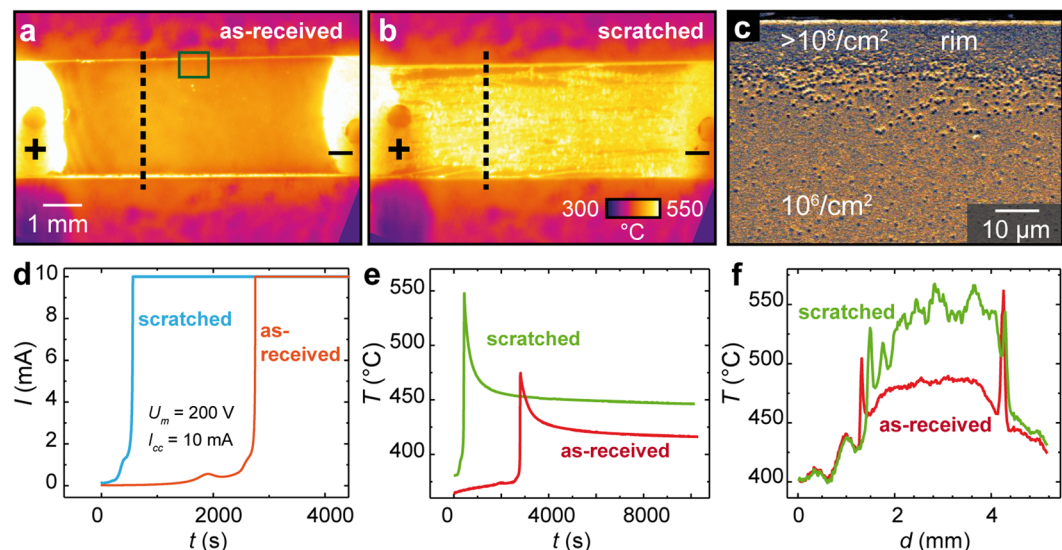 a as-received
+ −
1 mm
b scratched
+ −
300 550
°C
c >10⁸/cm² rim
10⁶/cm²
10 µm
d
I (mA)
10
8
6
4
2
0
scratched
as-
received
Uₘ = 200 V
I_cc = 10 mA
0 2000 4000
t (s)
e
T (°C)
550
500
450
400
scratched
as-received
0 4000 8000
t (s)
f
T (°C)
550
500
450
400
scratched
as-received
0 2 4
d (mm)